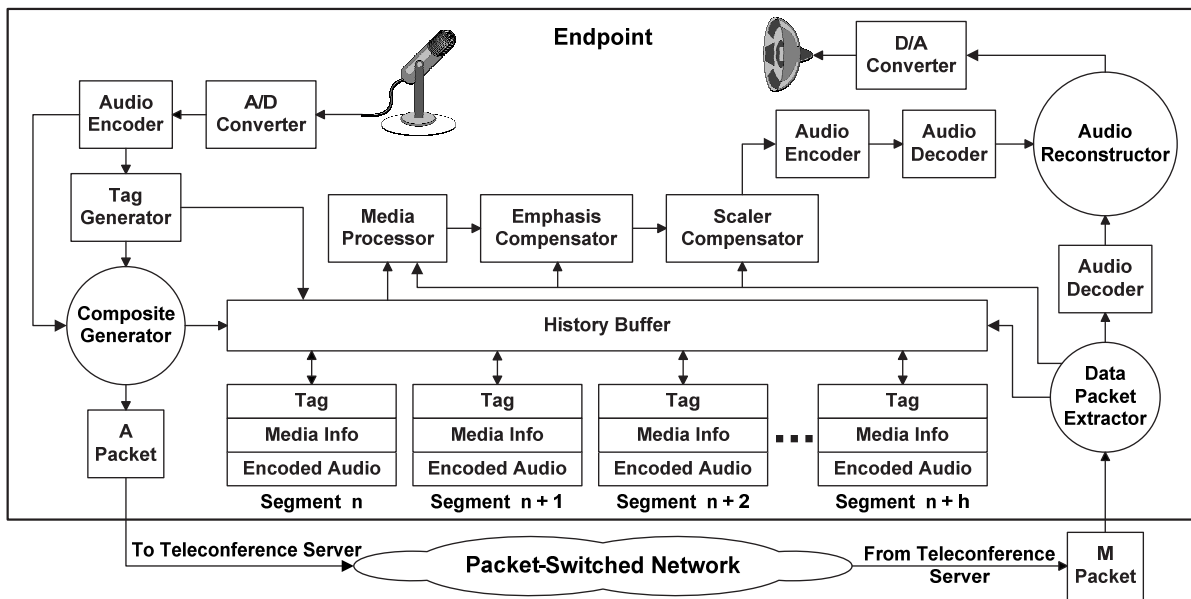 Endpoint
D/A
Converter
Audio
Encoder
A/D
Converter
Audio
Encoder
Audio
Decoder
Audio
Reconstructor
Tag
Generator
Media
Processor
Emphasis
Compensator
Scaler
Compensator
Audio
Decoder
Composite
Generator
History Buffer
Data
Packet
Extractor
A
Packet
Tag
Media Info
Encoded Audio
Segment n
Tag
Media Info
Encoded Audio
Segment n + 1
Tag
Media Info
Encoded Audio
Segment n + 2
Tag
Media Info
Encoded Audio
Segment n + h
To Teleconference Server
Packet-Switched Network
From Teleconference
Server
M
Packet